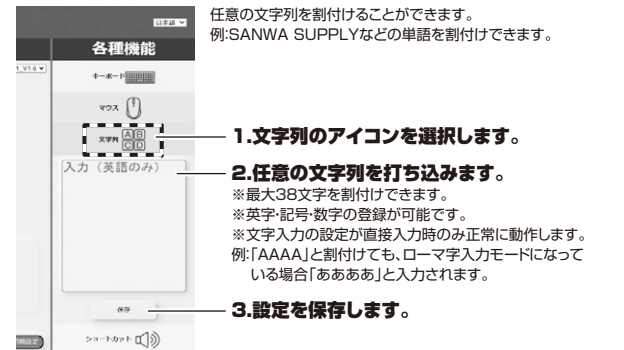 日本語
任意の文字列を割付けることができます。
例:SANWA SUPPLYなどの単語を割付けできます。
各種機能
1_V1.6
キーボード
マウス
文字列
AB
CD
1.文字列のアイコンを選択します。
入力（英語のみ）
2.任意の文字列を打ち込みます。
※最大38文字を割付けできます。
※英字・記号・数字の登録が可能です。
※文字入力の設定が直接入力時のみ正常に動作します。
例:「AAAA」と割付けても、ローマ字入力モードになって
いる場合「ああああ」と入力されます。
保存
3.設定を保存します。
ショートカット